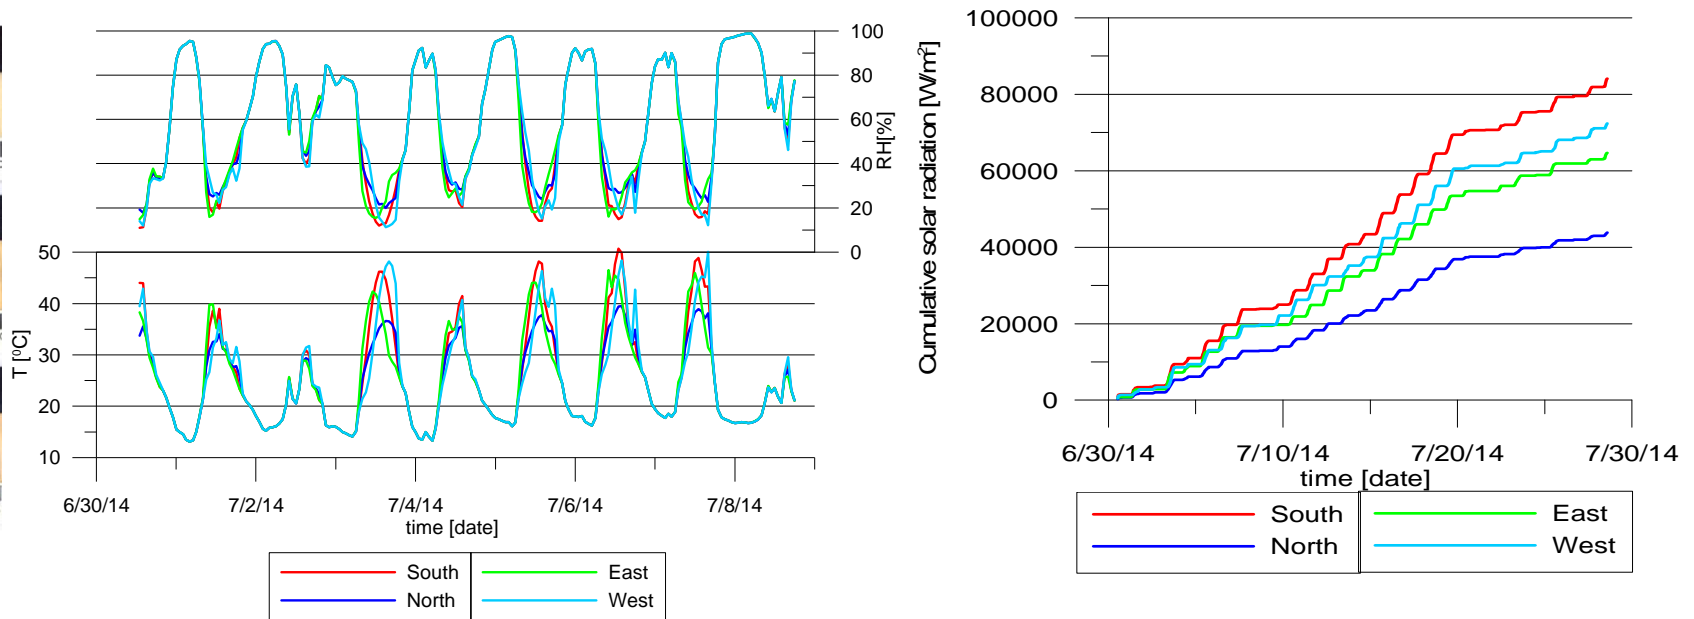 100
80
60
40
20
0
RH[%]
50
40
30
20
10
T [⁰C]
6/30/14 7/2/14 7/4/14 7/6/14 7/8/14
time [date]
South East
North West
100000
80000
60000
40000
20000
0
Cumulative solar radiation [W/m²]
6/30/14 7/10/14 7/20/14 7/30/14
time [date]
South East
North West